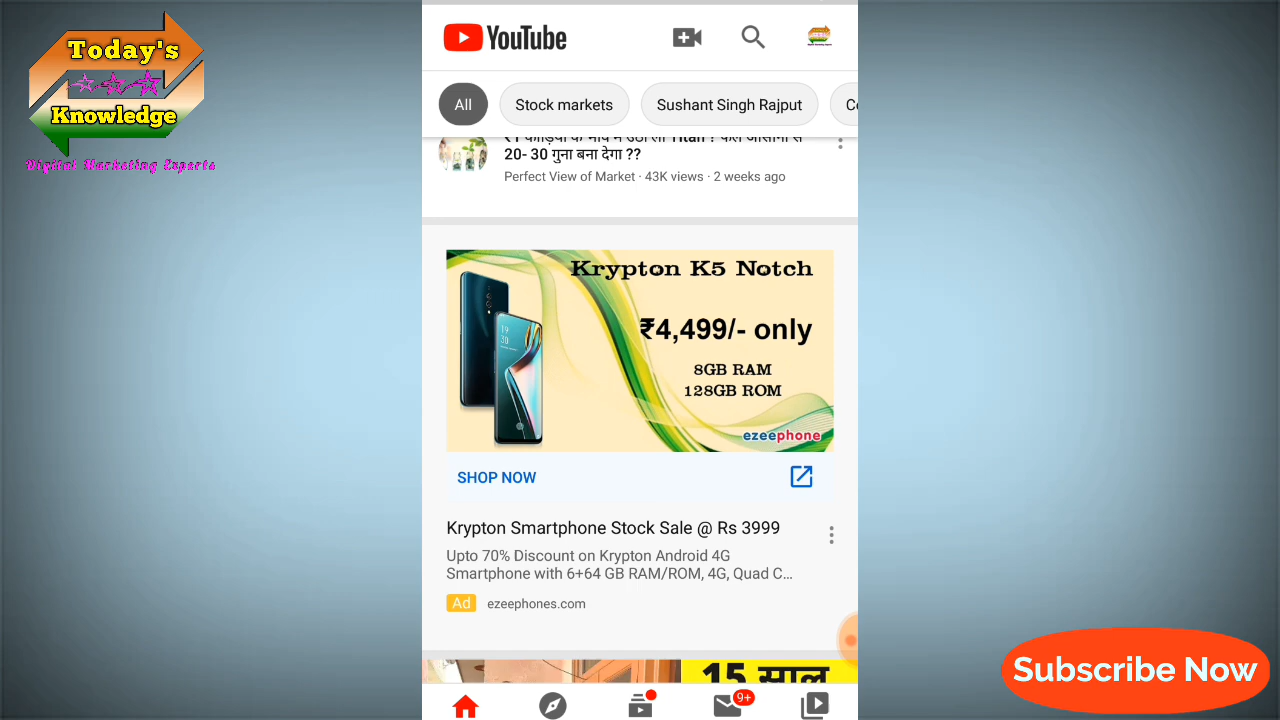 Today's
Knowledge
Digital Marketing Experts
YouTube
All
Stock markets
Sushant Singh Rajput
20- 30 गुना बना देगा ??
Perfect View of Market · 43K views · 2 weeks ago
Krypton K5 Notch
₹4,499/- only
8GB RAM
128GB ROM
19
30
ezeephone
SHOP NOW
Krypton Smartphone Stock Sale @ Rs 3999
Upto 70% Discount on Krypton Android 4G
Smartphone with 6+64 GB RAM/ROM, 4G, Quad C...
Ad ezeephones.com
15 साल
9+
Subscribe Now